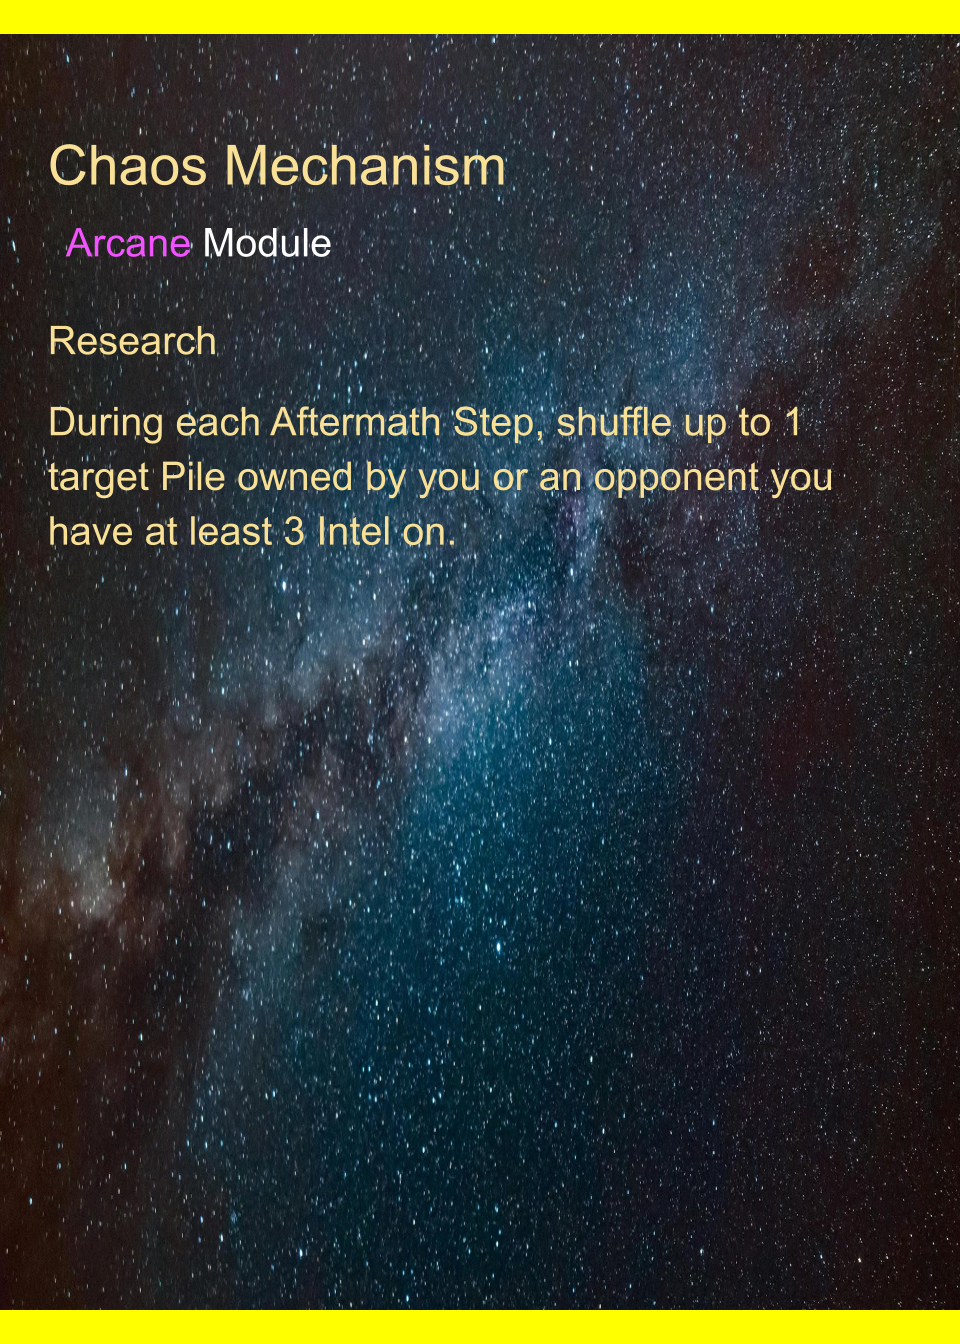 Chaos Mechanism
Arcane Module
Research
During each Aftermath Step, shuffle up to 1
target Pile owned by you or an opponent you
have at least 3 Intel on.